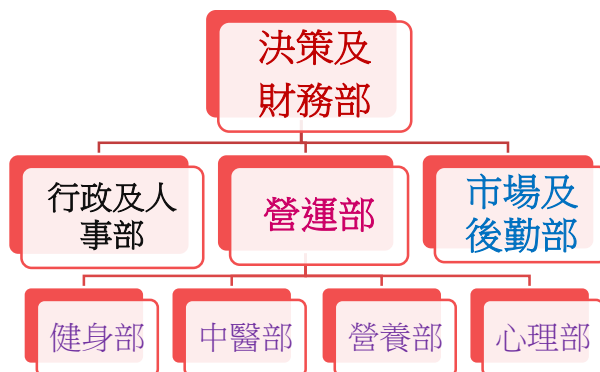 決策及
財務部
行政及人
事部
營運部
市場及
後勤部
健身部
中醫部
營養部
心理部